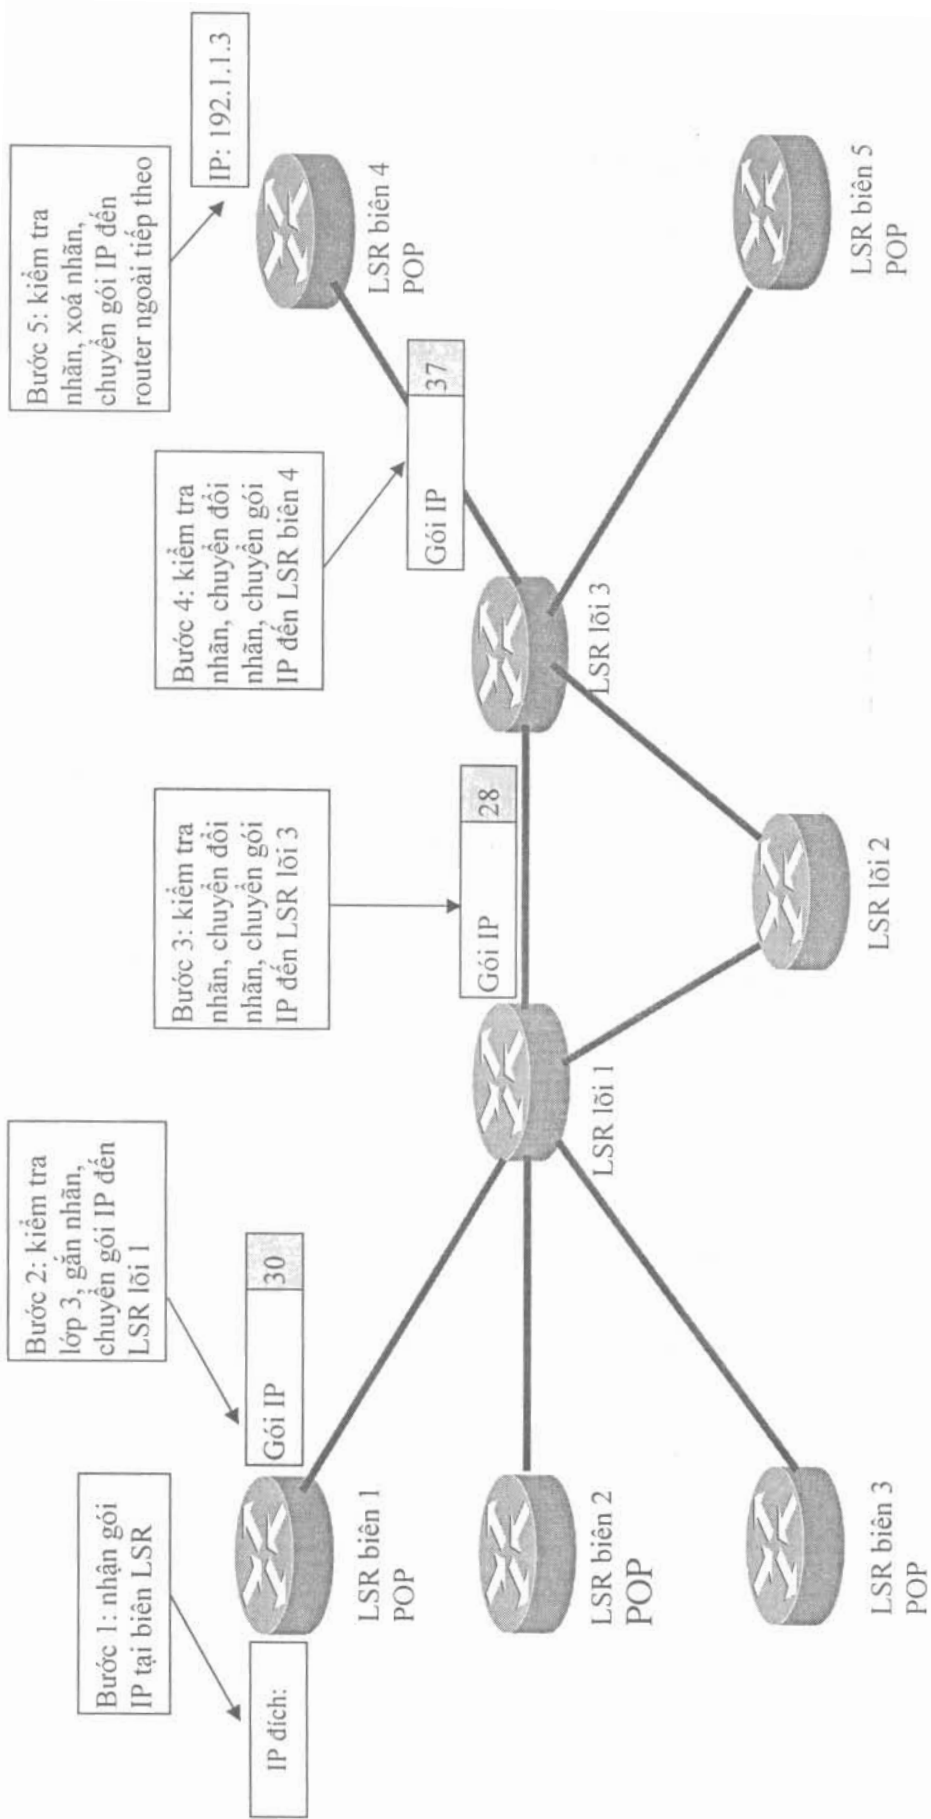 Bước 1: nhận gói
IP tại biên LSR
Bước 2: kiểm tra
lớp 3, gắn nhãn,
chuyển gói IP đến
LSR lõi 1
Bước 3: kiểm tra
nhãn, chuyển đổi
nhãn, chuyển gói
IP đến LSR lõi 3
Bước 4: kiểm tra
nhãn, chuyển đổi
nhãn, chuyển gói
IP đến LSR biên 4
Bước 5: kiểm tra
nhãn, xoá nhãn,
chuyển gói IP đến
router ngoài tiếp theo
IP đích:
Gói IP 30
Gói IP 28
Gói IP 37
IP: 192.1.1.3
LSR biên 1
POP
LSR biên 2
POP
LSR biên 3
POP
LSR lõi 1
LSR lõi 2
LSR lõi 3
LSR biên 4
POP
LSR biên 5
POP